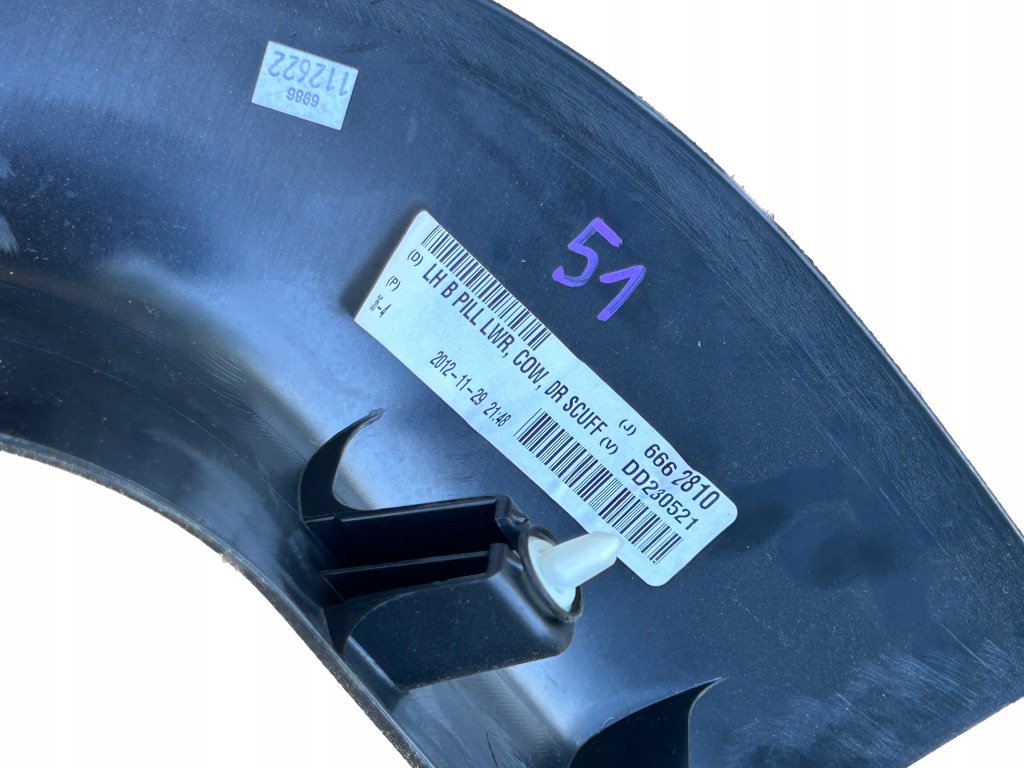 112622
6986
51
(D) LH B PILL LWR, COW, DR SCUFF (J) 666 2810
(P) (V) DD230521
2012-11-29 21:48